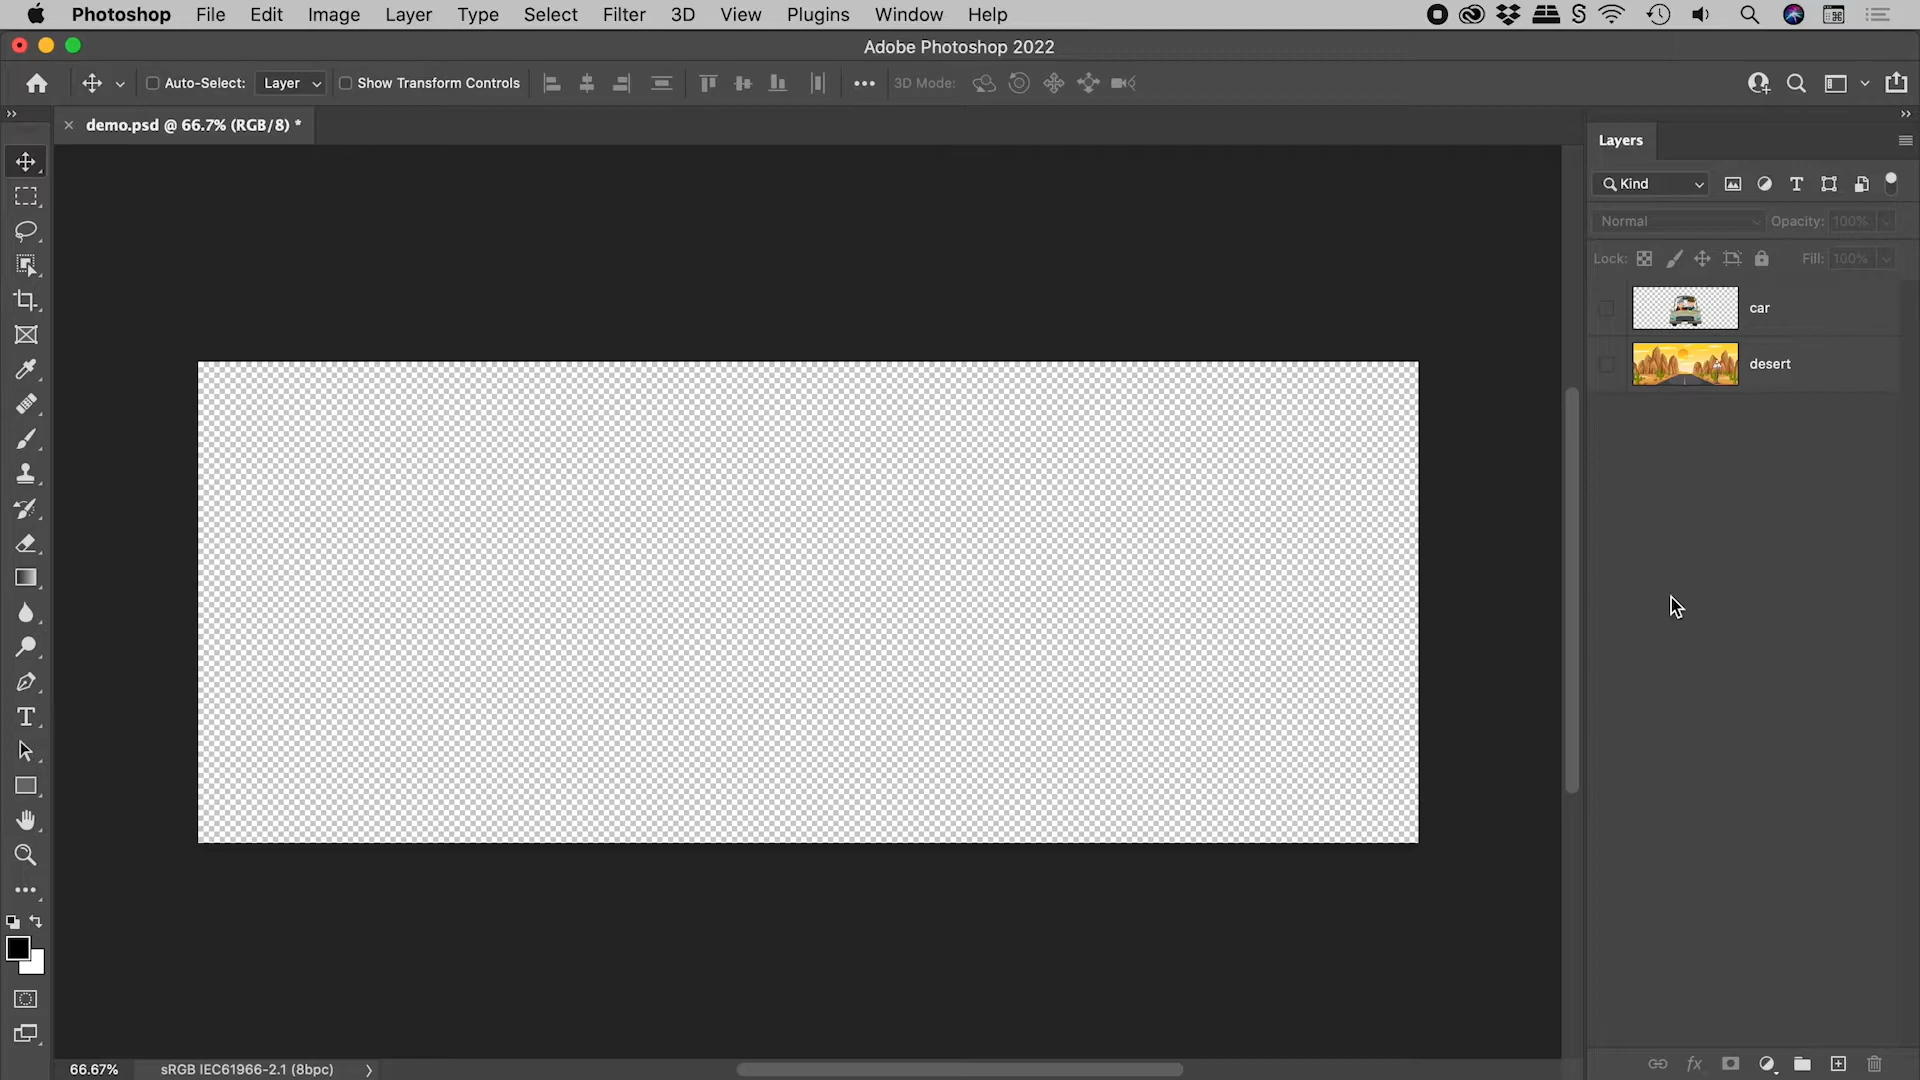 Photoshop File Edit Image Layer Type Select Filter 3D View Plugins Window Help
Adobe Photoshop 2022
Auto-Select: Layer Show Transform Controls 3D Mode:
demo.psd @ 66.7% (RGB/8) *
Layers
Kind
Normal Opacity: 100%
Lock: Fill: 100%
car
desert
66.67% sRGB IEC61966-2.1 (8bpc)